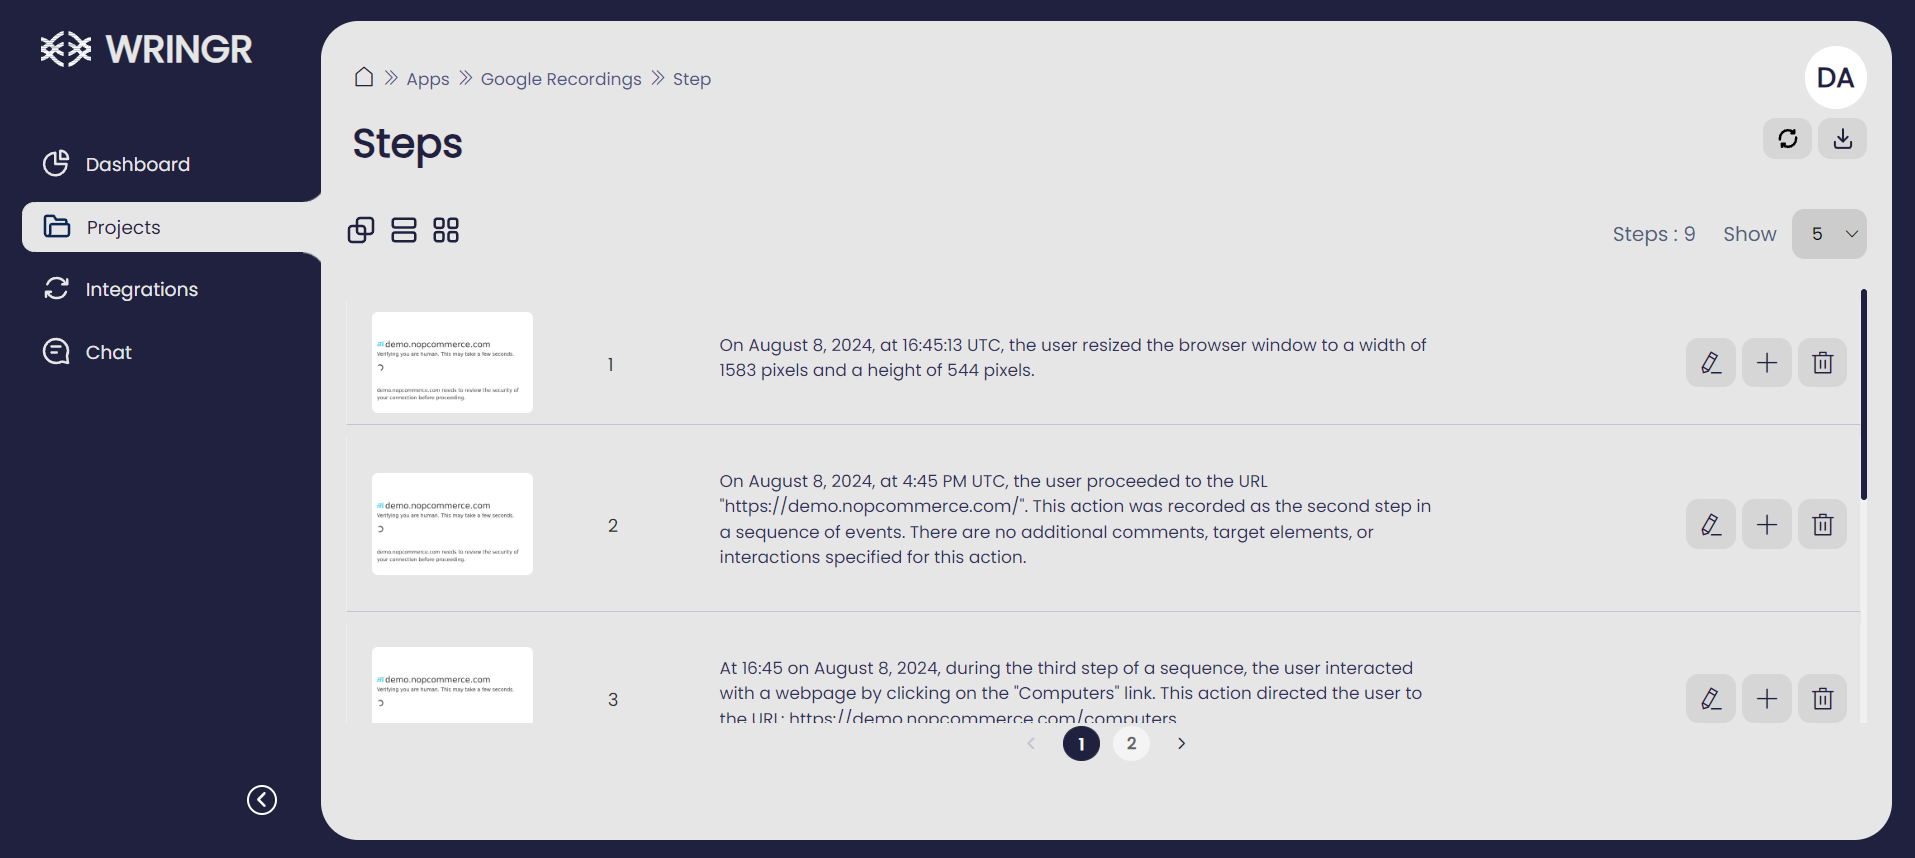 WRINGR
Dashboard
Projects
Integrations
Chat
Apps
Google Recordings
Step
DA
Steps
Steps : 9
Show
5
demo.nopcommerce.com
Verifying you are human. This may take a few seconds.
demo.nopcommerce.com needs to review the security of
your connection before proceeding.
1
On August 8, 2024, at 16:45:13 UTC, the user resized the browser window to a width of
1583 pixels and a height of 544 pixels.
demo.nopcommerce.com
Verifying you are human. This may take a few seconds.
demo.nopcommerce.com needs to review the security of
your connection before proceeding.
2
On August 8, 2024, at 4:45 PM UTC, the user proceeded to the URL
"https://demo.nopcommerce.com/". This action was recorded as the second step in
a sequence of events. There are no additional comments, target elements, or
interactions specified for this action.
demo.nopcommerce.com
Verifying you are human. This may take a few seconds.
3
At 16:45 on August 8, 2024, during the third step of a sequence, the user interacted
with a webpage by clicking on the "Computers" link. This action directed the user to
the URL: https://demo.nopcommerce.com/computers
1
2